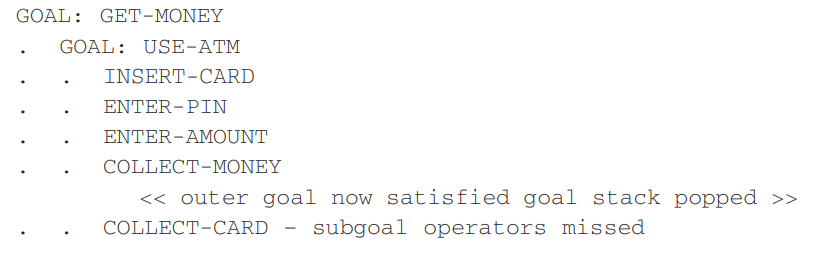 GOAL: GET-MONEY
. GOAL: USE-ATM
. . INSERT-CARD
. . ENTER-PIN
. . ENTER-AMOUNT
. . COLLECT-MONEY
<< outer goal now satisfied goal stack popped >>
. . COLLECT-CARD – subgoal operators missed